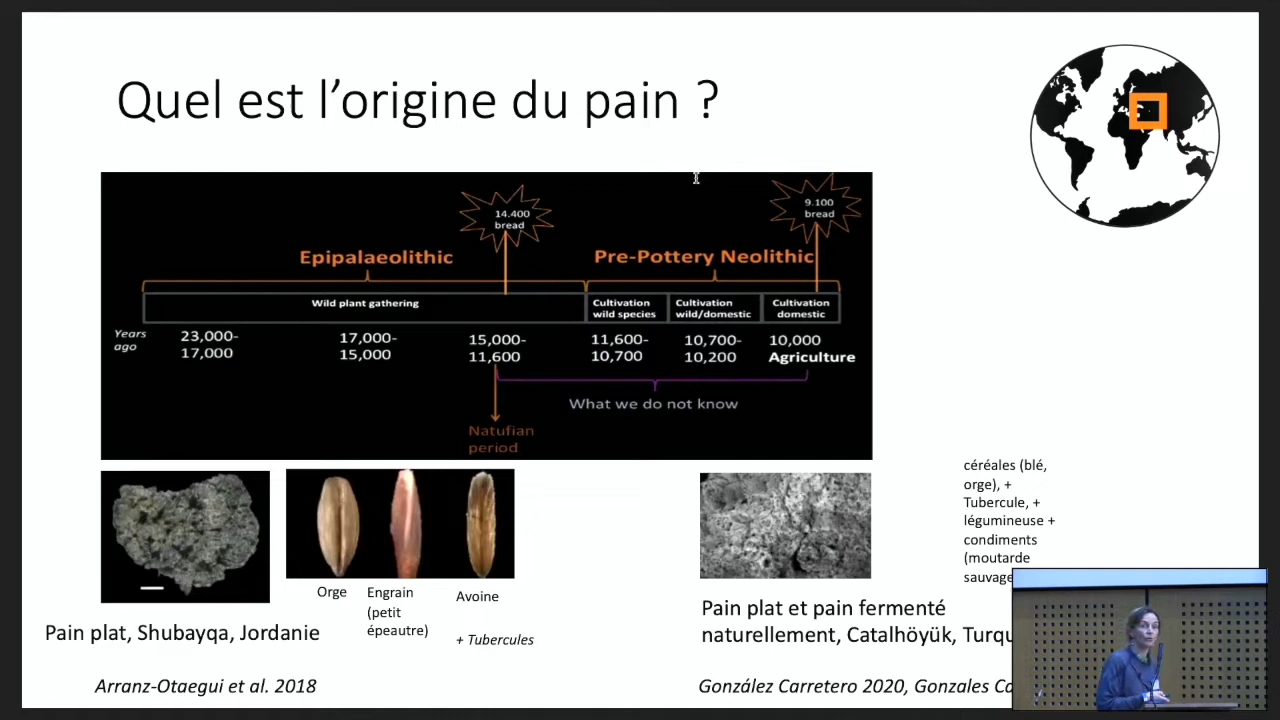 Quel est l’origine du pain ?
14.400
bread
9.100
bread
Epipalaeolithic
Pre-Pottery Neolithic
Wild plant gathering
Cultivation
wild species
Cultivation
wild/domestic
Cultivation
domestic
Years
ago
23,000-
17,000
17,000-
15,000
15,000-
11,600
11,600-
10,700
10,700-
10,200
10,000
Agriculture
What we do not know
Natufian
period
céréales (blé,
orge), +
Tubercule, +
légumineuse +
condiments
(moutarde
sauvage
Orge
Engrain
(petit
épeautre)
Avoine
+ Tubercules
Pain plat, Shubayqa, Jordanie
Pain plat et pain fermenté
naturellement, Catalhöyük, Turqu
Arranz-Otaegui et al. 2018
González Carretero 2020, Gonzales